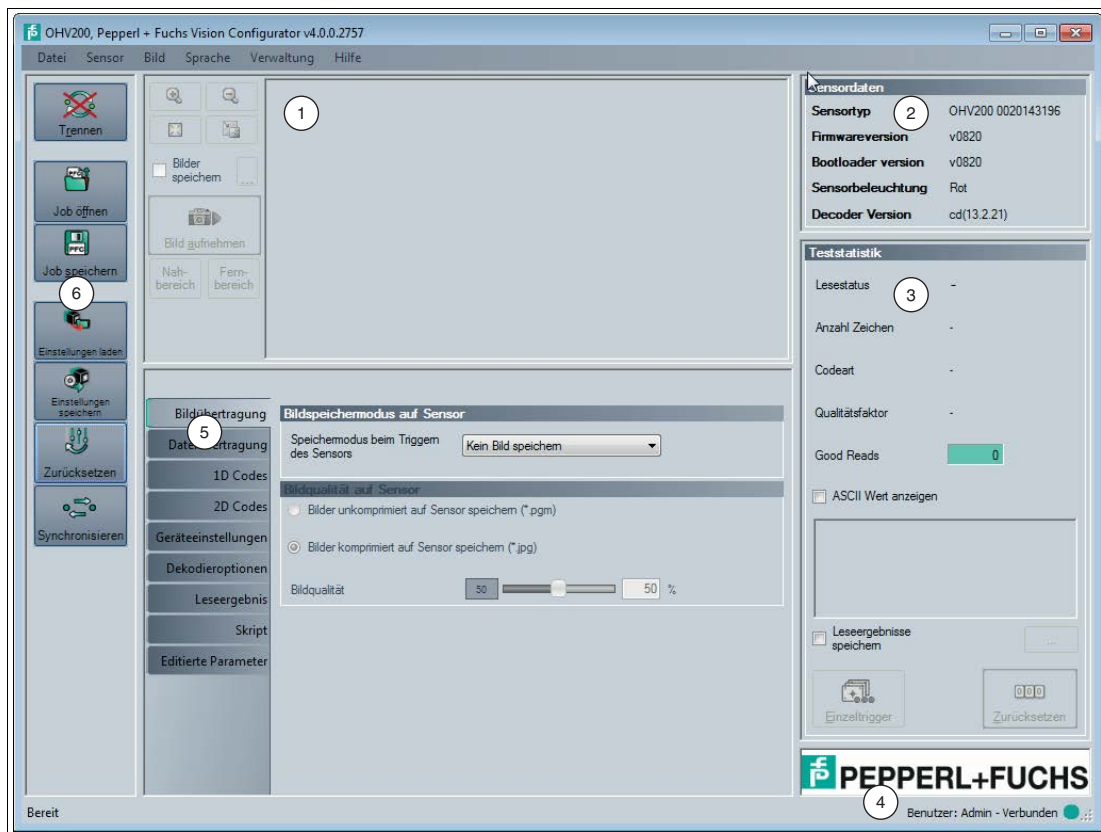 OHV200, Pepperl + Fuchs Vision Configurator v4.0.0.2757
Datei Sensor Bild Sprache Verwaltung Hilfe
Trennen
Job öffnen
PFC
Job speichern
6
Einstellungen laden
Einstellungen
speichern
Zurücksetzen
Synchronisieren
Bilder
speichern
...
Bild aufnehmen
Nah-
bereich
Fern-
bereich
1
Bildübertragung
5
Datenübertragung
1D Codes
2D Codes
Geräteeinstellungen
Dekodieroptionen
Leseergebnis
Skript
Editierte Parameter
Bildspeichermodus auf Sensor
Speichermodus beim Triggern
des Sensors
Kein Bild speichern
Bildqualität auf Sensor
Bilder unkomprimiert auf Sensor speichern (*.pgm)
Bilder komprimiert auf Sensor speichern (*.jpg)
Bildqualität 50 50 %
Sensordaten
2
Sensortyp OHV200 0020143196
Firmwareversion v0820
Bootloader version v0820
Sensorbeleuchtung Rot
Decoder Version cd(13.2.21)
Teststatistik
3
Lesestatus -
Anzahl Zeichen -
Codeart -
Qualitätsfaktor -
Good Reads 0
ASCII Wert anzeigen
Leseergebnisse
speichern
...
Einzeltrigger
000
Zurücksetzen
PEPPERL+FUCHS
4
Bereit
Benutzer: Admin - Verbunden